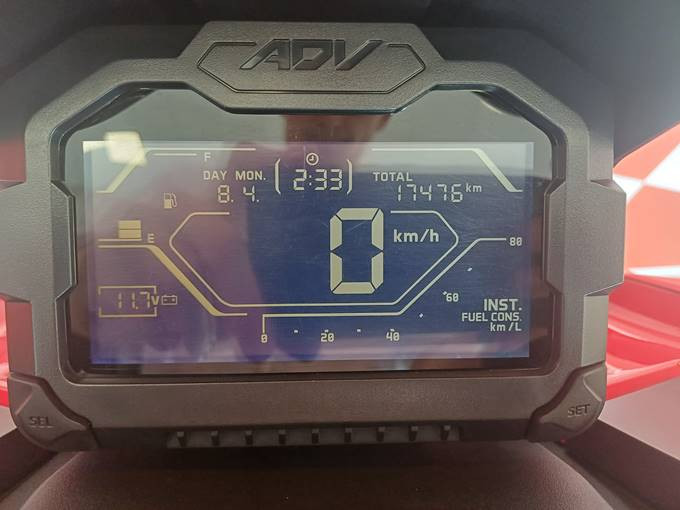 ADV
F
DAY MON. TOTAL
8. 4. 2:33 17476 km
0 km/h
E
80
11.7 V
60
INST.
FUEL CONS.
km/L
0 20 40
SEL SET